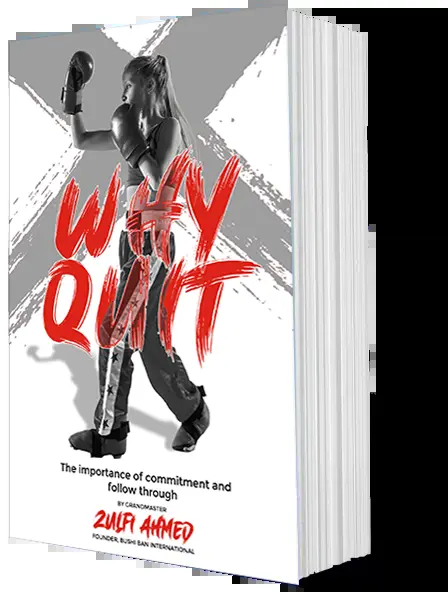 WHY
QUIT
The importance of commitment and
follow through
BY GRANDMASTER
ZULFI AHMED
FOUNDER, BUSHI BAN INTERNATIONAL